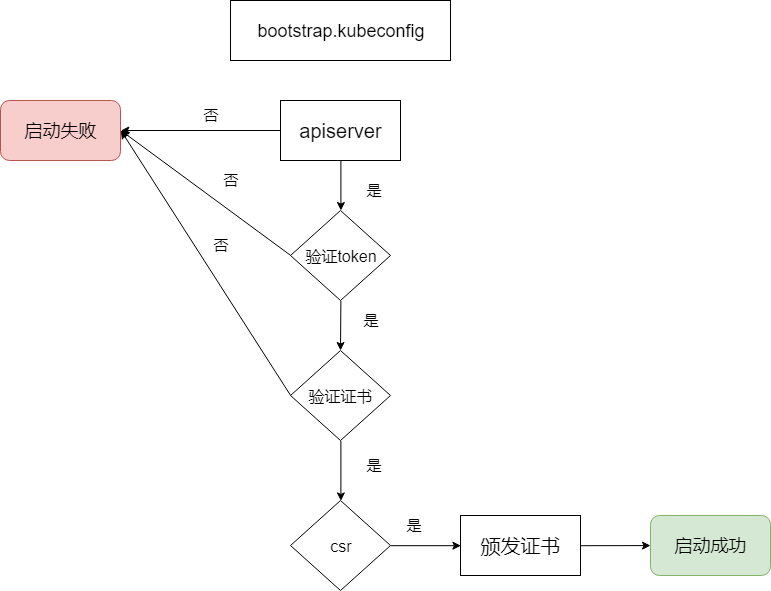 bootstrap.kubeconfig
否
启动失败
apiserver
否
是
否
验证token
是
验证证书
是
是
csr
颁发证书
启动成功